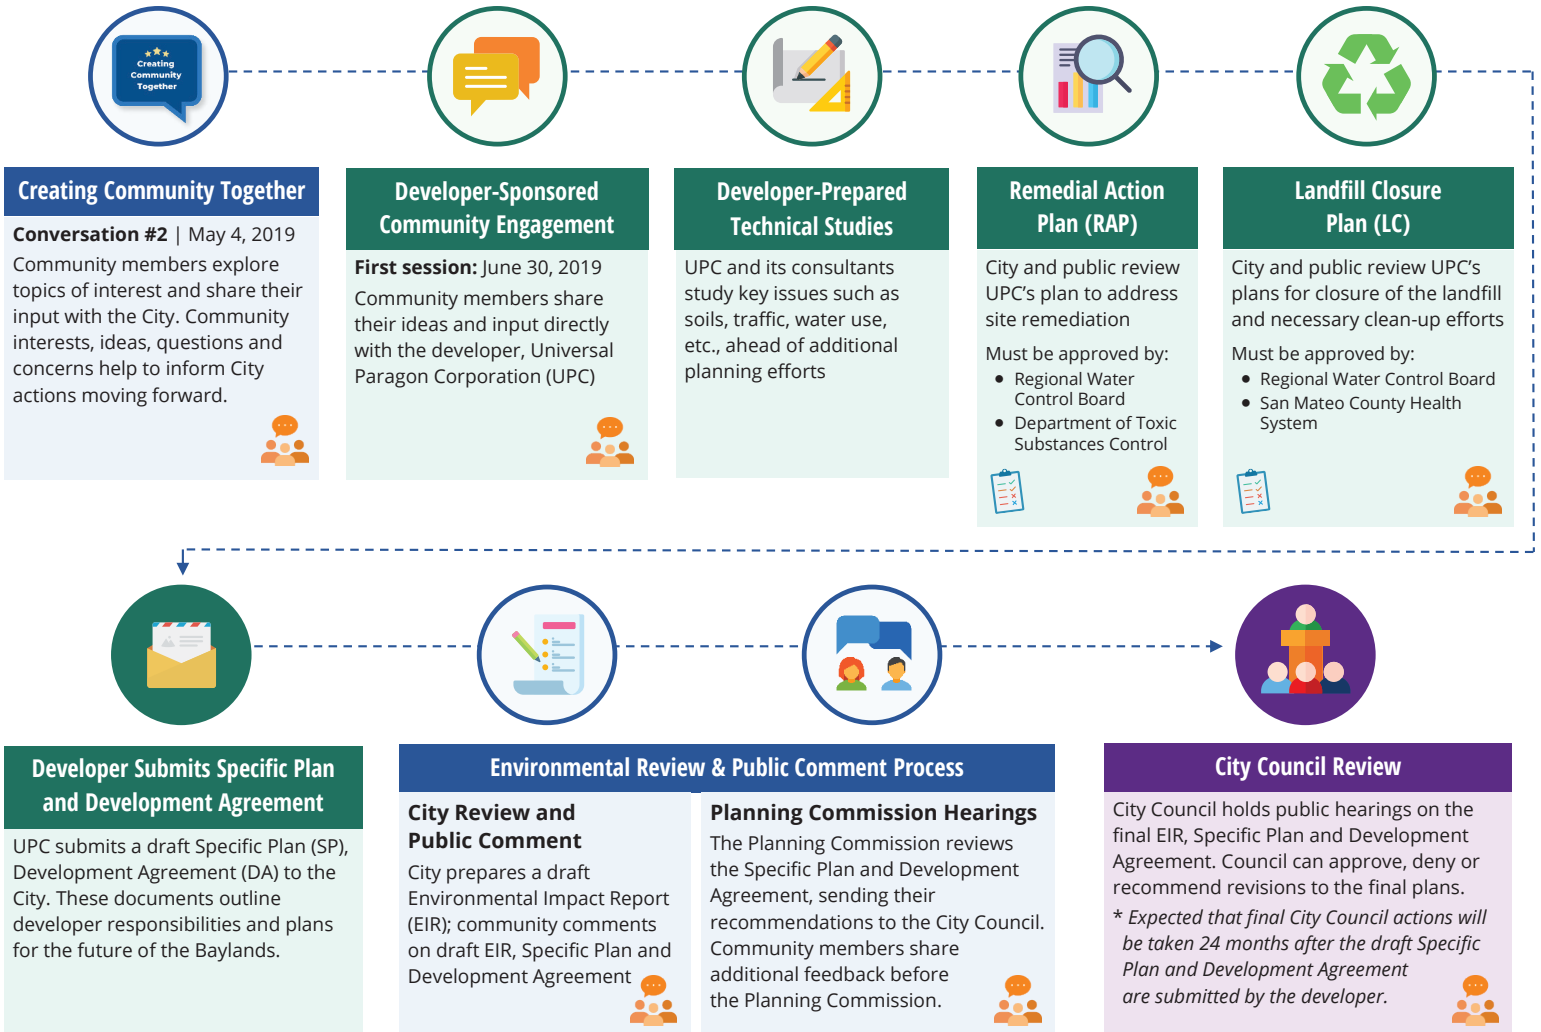 Creating
Community
Together
Creating Community Together
Conversation #2 | May 4, 2019
Community members explore
topics of interest and share their
input with the City. Community
interests, ideas, questions and
concerns help to inform City
actions moving forward.
Developer-Sponsored
Community Engagement
First session: June 30, 2019
Community members share
their ideas and input directly
with the developer, Universal
Paragon Corporation (UPC)
Developer-Prepared
Technical Studies
UPC and its consultants
study key issues such as
soils, traffic, water use,
etc., ahead of additional
planning efforts
Remedial Action
Plan (RAP)
City and public review
UPC's plan to address
site remediation
Must be approved by:
• Regional Water
Control Board
• Department of Toxic
Substances Control
Landfill Closure
Plan (LC)
City and public review UPC's
plans for closure of the landfill
and necessary clean-up efforts
Must be approved by:
• Regional Water Control Board
• San Mateo County Health
System
Developer Submits Specific Plan
and Development Agreement
UPC submits a draft Specific Plan (SP),
Development Agreement (DA) to the
City. These documents outline
developer responsibilities and plans
for the future of the Baylands.
Environmental Review & Public Comment Process
City Review and
Public Comment
City prepares a draft
Environmental Impact Report
(EIR); community comments
on draft EIR, Specific Plan and
Development Agreement
Planning Commission Hearings
The Planning Commission reviews
the Specific Plan and Development
Agreement, sending their
recommendations to the City Council.
Community members share
additional feedback before
the Planning Commission.
City Council Review
City Council holds public hearings on the
final EIR, Specific Plan and Development
Agreement. Council can approve, deny or
recommend revisions to the final plans.
* Expected that final City Council actions will
be taken 24 months after the draft Specific
Plan and Development Agreement
are submitted by the developer.